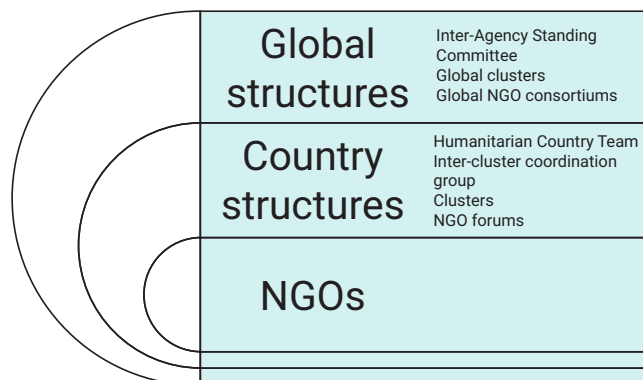 Global
structures
Inter-Agency Standing
Committee
Global clusters
Global NGO consortiums
Country
structures
Humanitarian Country Team
Inter-cluster coordination
group
Clusters
NGO forums
NGOs